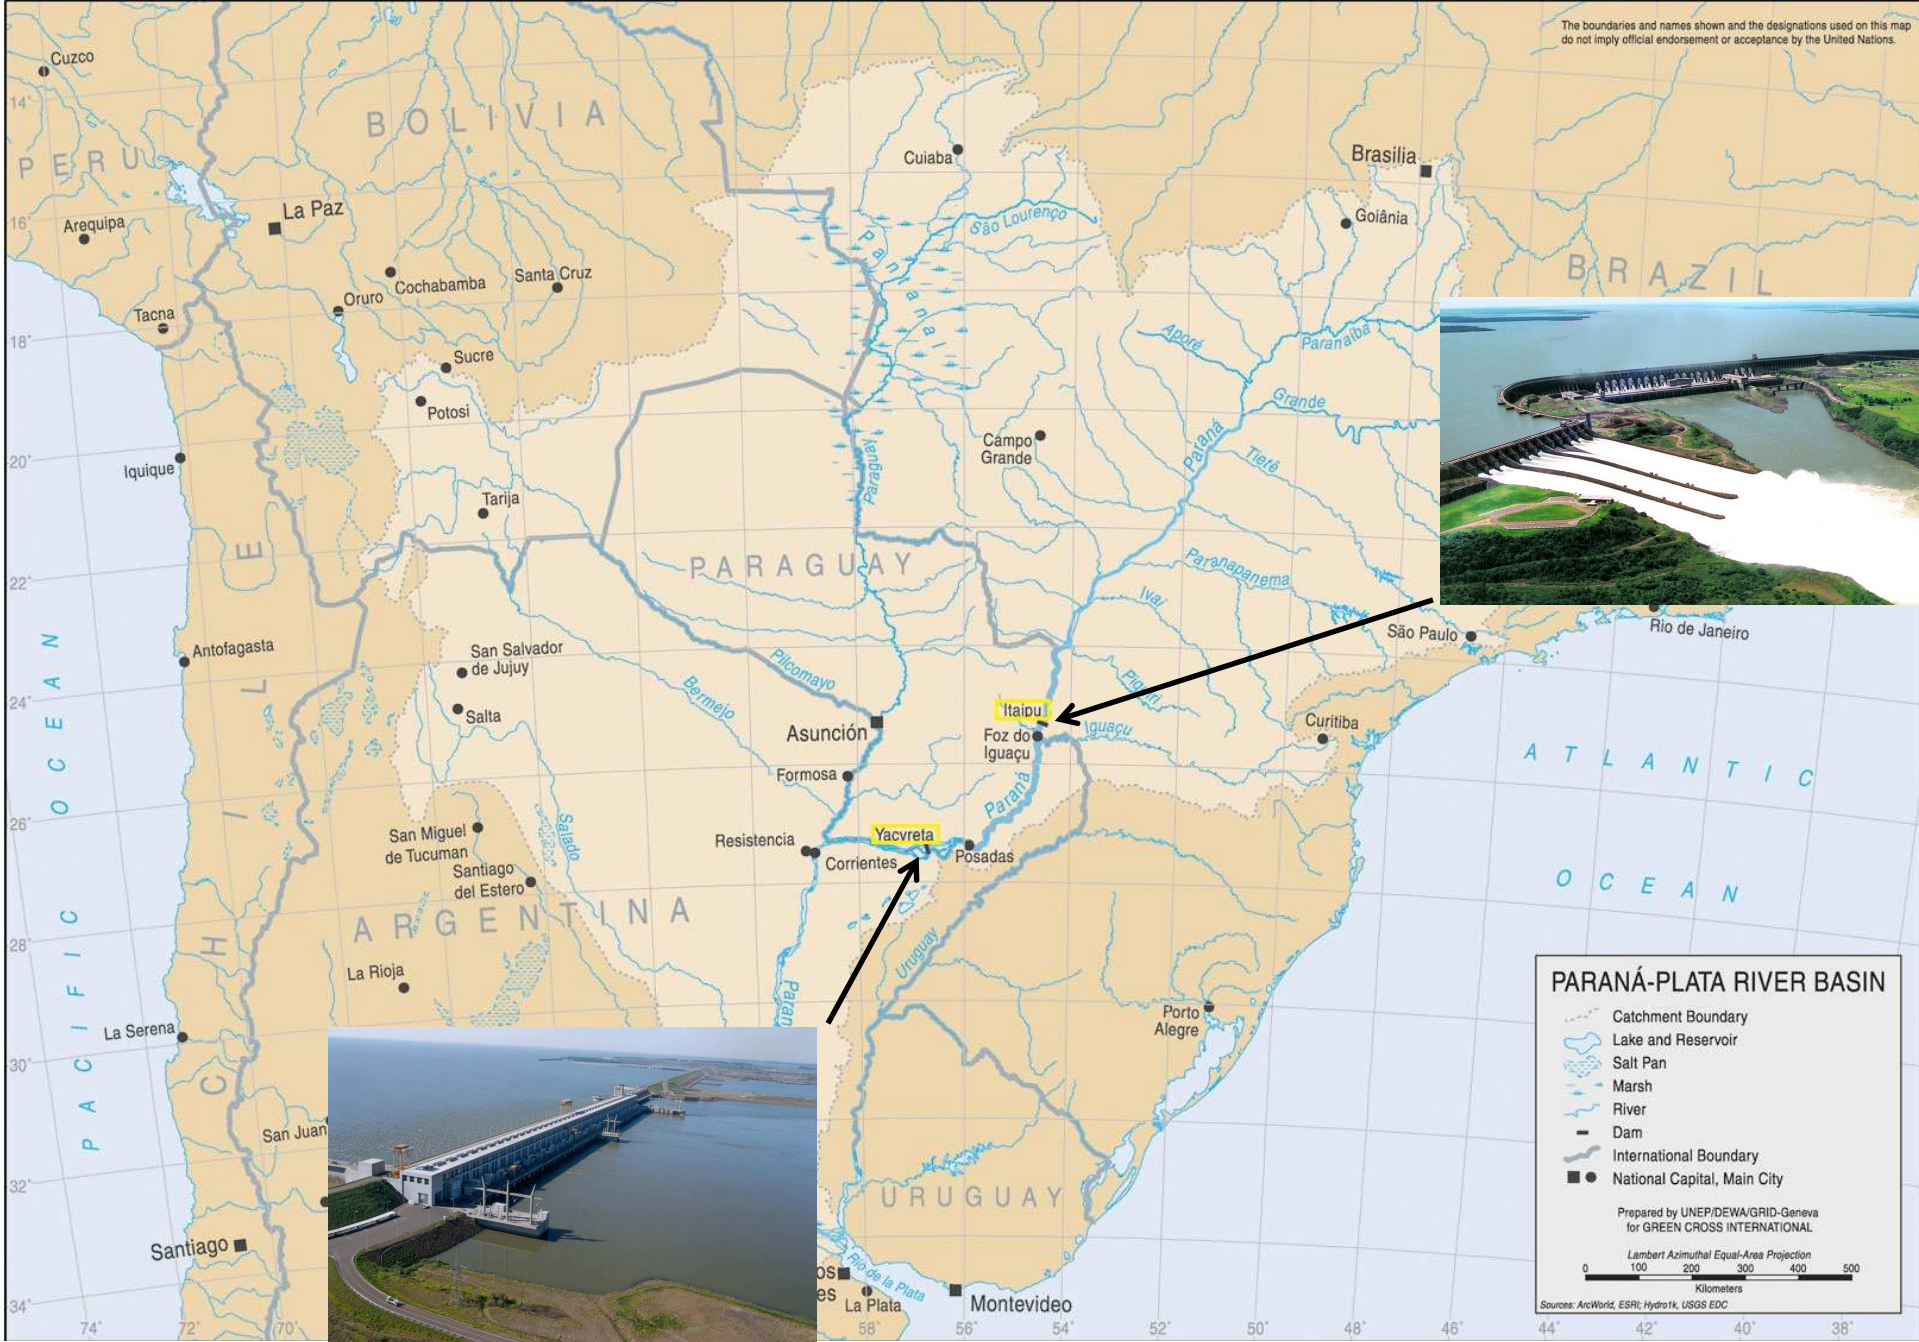 The boundaries and names shown and the designations used on this map
do not imply official endorsement or acceptance by the United Nations.
Cuzco
14°
BOLIVIA
PERU
Cuiaba
Brasilia
La Paz
Arequipa
16°
São Lourenço
Goiânia
Pantanal
BRAZIL
Cochabamba
Santa Cruz
Oruro
Tacna
18°
Aporé
Paranaíba
Sucre
Potosi
Grande
Campo
Grande
Paraná
Tietê
20°
Iquique
Paraguay
Tarija
PARAGUAY
Paranapanema
22°
Ivaí
São Paulo
Rio de Janeiro
Antofagasta
San Salvador
de Jujuy
Pilcomayo
Bermejo
Piquiri
24°
Salta
Itaipu
Asunción
Foz do
Iguaçu
Iguaçu
Curitiba
PACIFIC OCEAN
CHILE
ATLANTIC
OCEAN
Formosa
Paraná
26°
San Miguel
de Tucuman
Salado
Resistencia
Yacvreta
Corrientes
Posadas
Santiago
del Estero
ARGENTINA
28°
La Rioja
Uruguay
Paran
La Serena
Porto
Alegre
30°
San Juan
32°
URUGUAY
Santiago
Rio de la Plata
os
es
La Plata
Montevideo
34°
74°
72°
70°
58°
56°
54°
52°
50°
48°
46°
44°
42°
40°
38°
PARANÁ-PLATA RIVER BASIN
Catchment Boundary
Lake and Reservoir
Salt Pan
Marsh
River
Dam
International Boundary
National Capital, Main City
Prepared by UNEP/DEWA/GRID-Geneva
for GREEN CROSS INTERNATIONAL
Lambert Azimuthal Equal-Area Projection
0 100 200 300 400 500
Kilometers
Sources: ArcWorld, ESRI; Hydro1k, USGS EDC